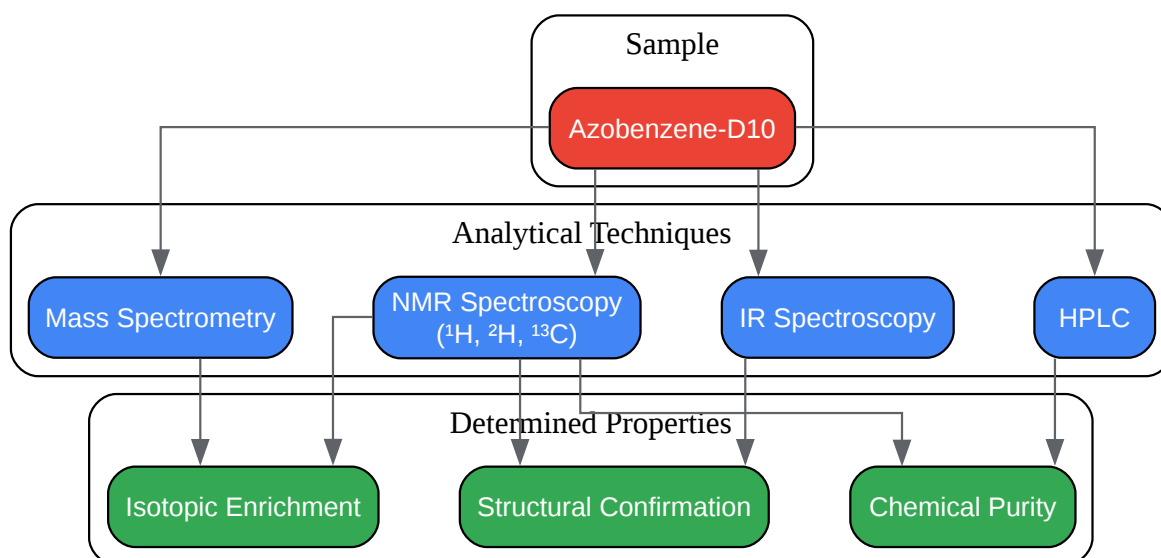 Sample
Azobenzene-D10
Analytical Techniques
Mass Spectrometry
NMR Spectroscopy
(¹H, ²H, ¹³C)
IR Spectroscopy
HPLC
Determined Properties
Isotopic Enrichment
Structural Confirmation
Chemical Purity